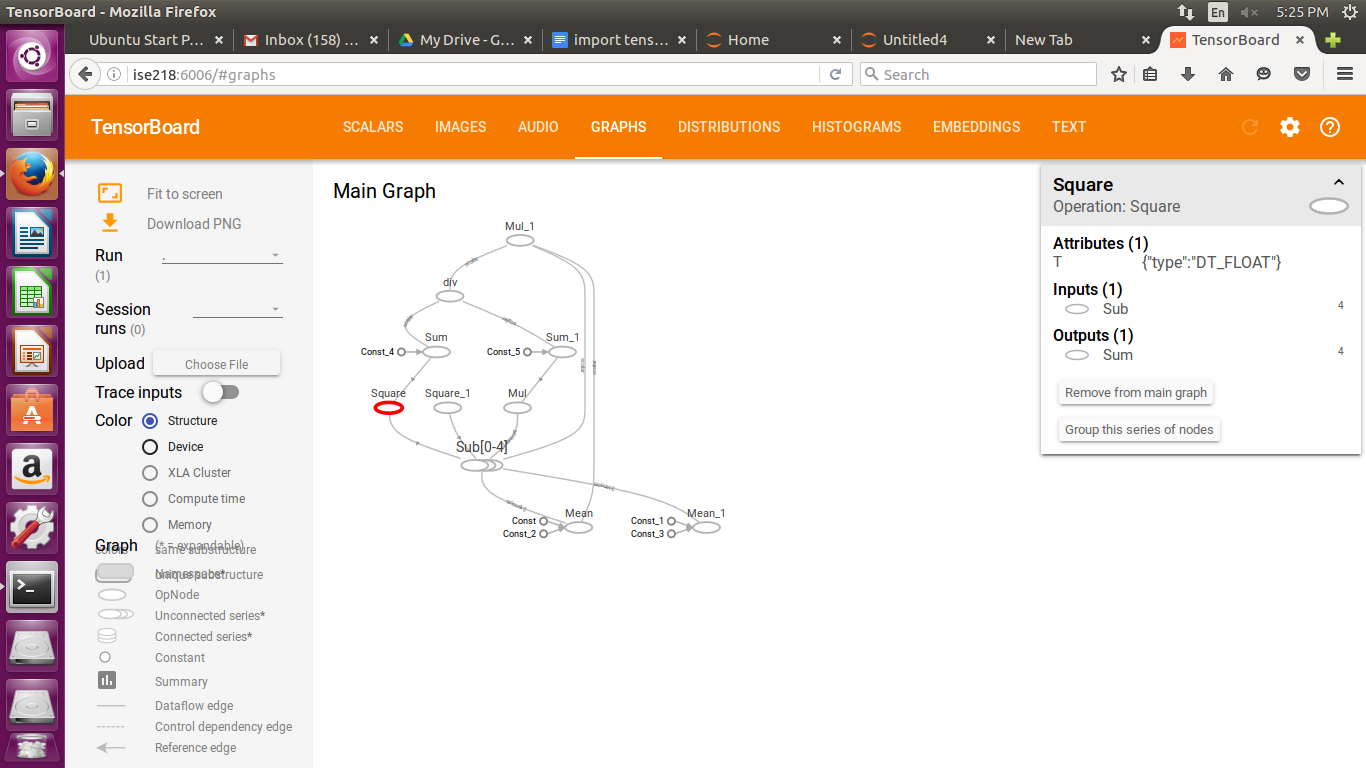 TensorBoard - Mozilla Firefox
En
5:25 PM
Ubuntu Start P...
Inbox (158) ...
My Drive - G...
import tens...
Home
Untitled4
New Tab
TensorBoard
ise218:6006/#graphs
Search
TensorBoard
SCALARS
IMAGES
AUDIO
GRAPHS
DISTRIBUTIONS
HISTOGRAMS
EMBEDDINGS
TEXT
Fit to screen
Download PNG
Run
(1)
.
Session
runs (0)
Upload
Choose File
Trace inputs
Color
Structure
Device
XLA Cluster
Compute time
Memory
Graph
(* = expandable)
colors
same substructure
Namespace*
unique substructure
OpNode
Unconnected series*
Connected series*
Constant
Summary
Dataflow edge
Control dependency edge
Reference edge
Main Graph
Mul_1
div
Sum
Sum_1
Const_4
Const_5
Square
Square_1
Mul
Sub[0-4]
Mean
Mean_1
Const
Const_1
Const_2
Const_3
Square
Operation: Square
Attributes (1)
T
{"type":"DT_FLOAT"}
Inputs (1)
Sub
4
Outputs (1)
Sum
4
Remove from main graph
Group this series of nodes